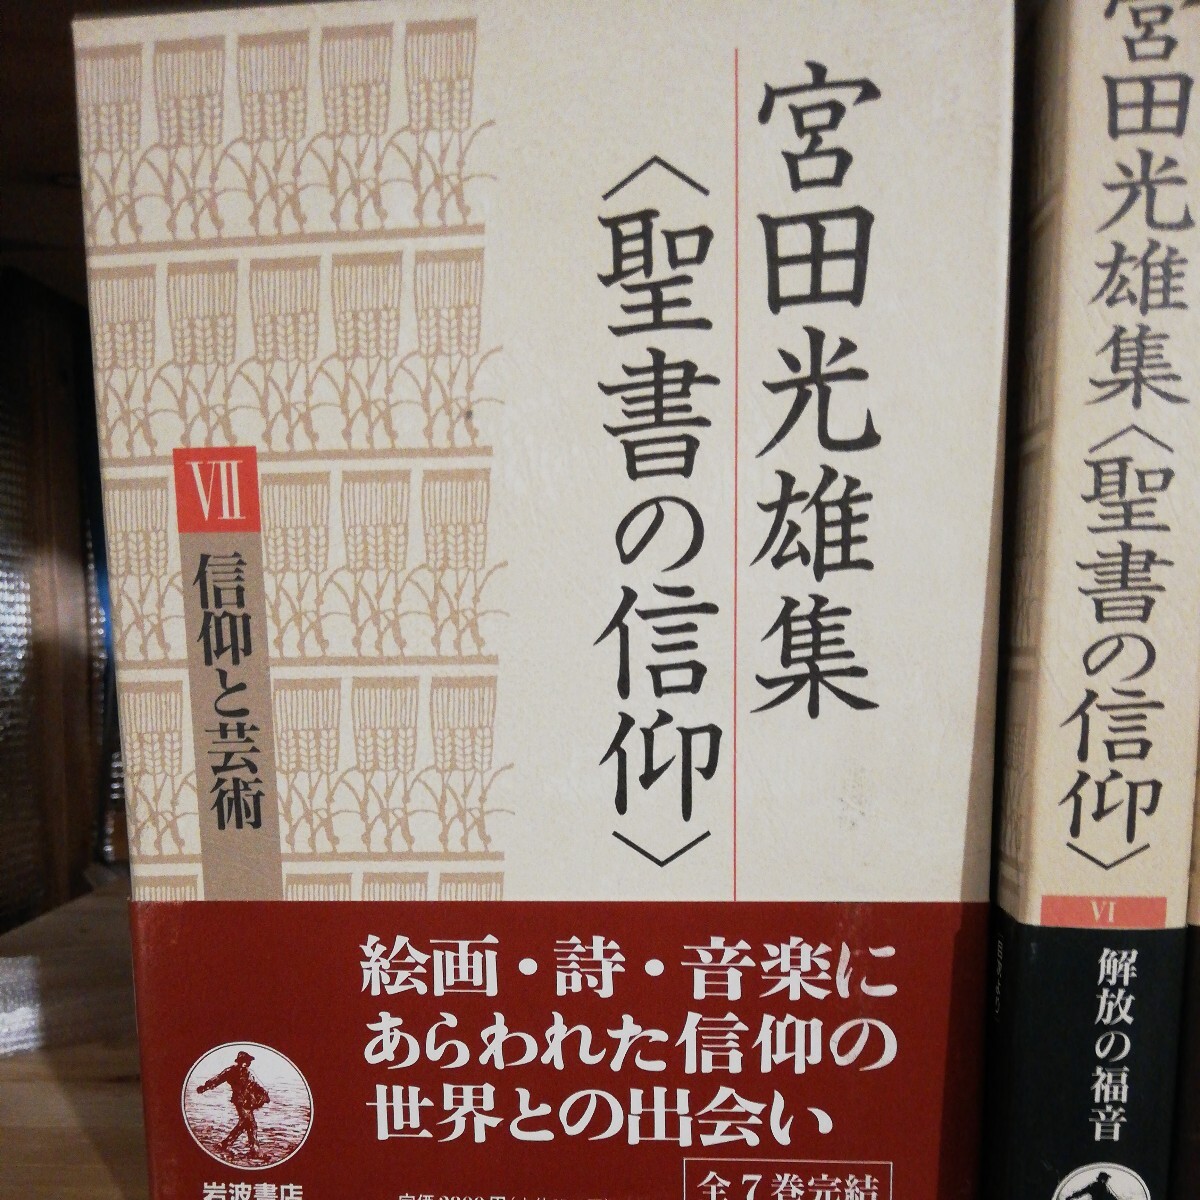 宮田光雄集
〈聖書の信仰〉
VII
信仰と芸術
絵画・詩・音楽に
あらわれた信仰の
世界との出会い
全7巻完結
岩波書店
宮田光雄集〈聖書の信仰〉
VI
解放の福音